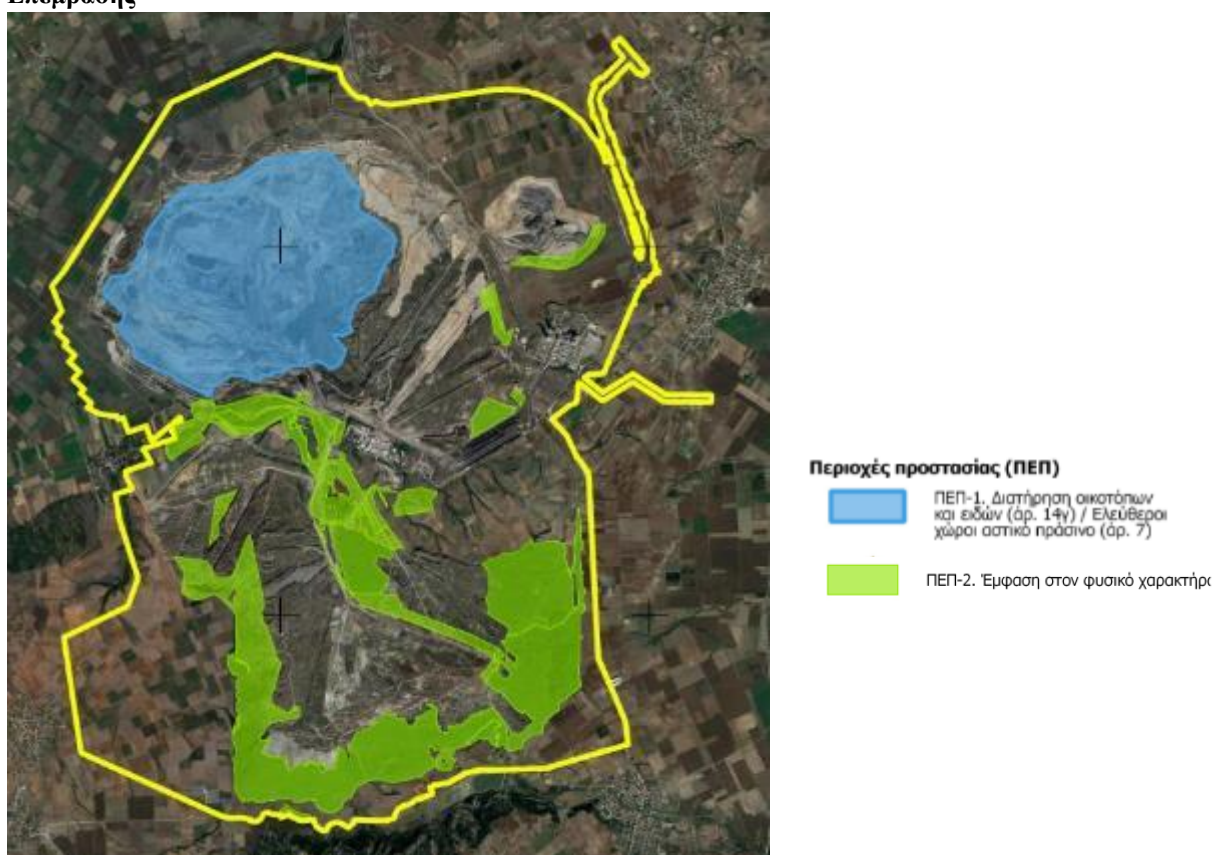 Επέμβασης
Περιοχές προστασίας (ΠΕΠ)
ΠΕΠ-1. Διατήρηση οικοτόπων
και ειδών (άρ. 14γ) / Ελεύθεροι
χώροι αστικό πράσινο (άρ. 7)
ΠΕΠ-2. Έμφαση στον φυσικό χαρακτήρα